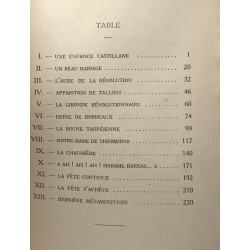 TABLE
I. — UNE ENFANCE CASTILLANE 1
II. — UN BEAU MARIAGE 20
III. — L'AUBE DE LA RÉVOLUTION 32
IV. — APPARITION DE TALLIEN 46
V. — LA GIRONDE RÉVOLUTIONNAIRE 60
VI. — REINE DE BORDEAUX 74
VII. — LA ROCHE TARPÉIENNE 99
VIII. — NOTRE-DAME DE THERMIDOR 117
IX. — LA CHAUMIÈRE 140
X. — « AH ! AH ! AH ! MADAME BARRAS... » 171
XI. — LA FÊTE CONTINUE 192
XII. — LA FÊTE S'ACHÈVE 210
XIII. — DERNIÈRE MÉTAMORPHOSE 230